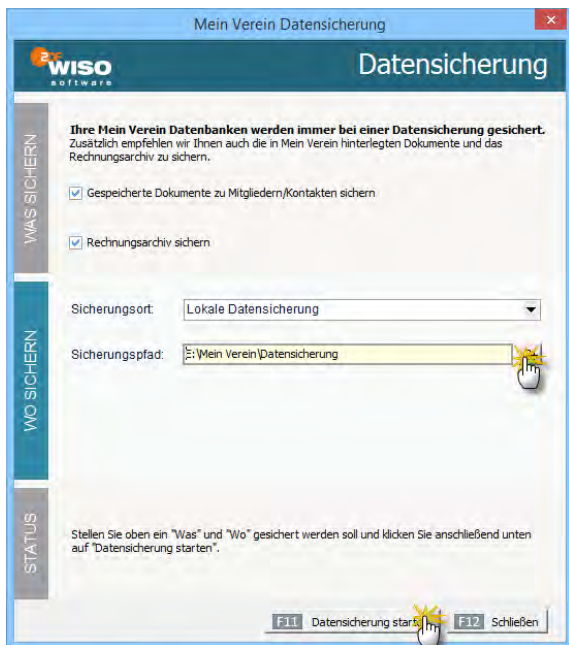 Mein Verein Datensicherung
ZDF
WISO
software
Datensicherung
WAS SICHERN
Ihre Mein Verein Datenbanken werden immer bei einer Datensicherung gesichert.
Zusätzlich empfehlen wir Ihnen auch die in Mein Verein hinterlegten Dokumente und das
Rechnungsarchiv zu sichern.
Gespeicherte Dokumente zu Mitgliedern/Kontakten sichern
Rechnungsarchiv sichern
WO SICHERN
Sicherungsort: Lokale Datensicherung
Sicherungspfad: E:\Mein Verein\Datensicherung
STATUS
Stellen Sie oben ein "Was" und "Wo" gesichert werden soll und klicken Sie anschließend unten
auf "Datensicherung starten".
F11 Datensicherung F12 Schließen